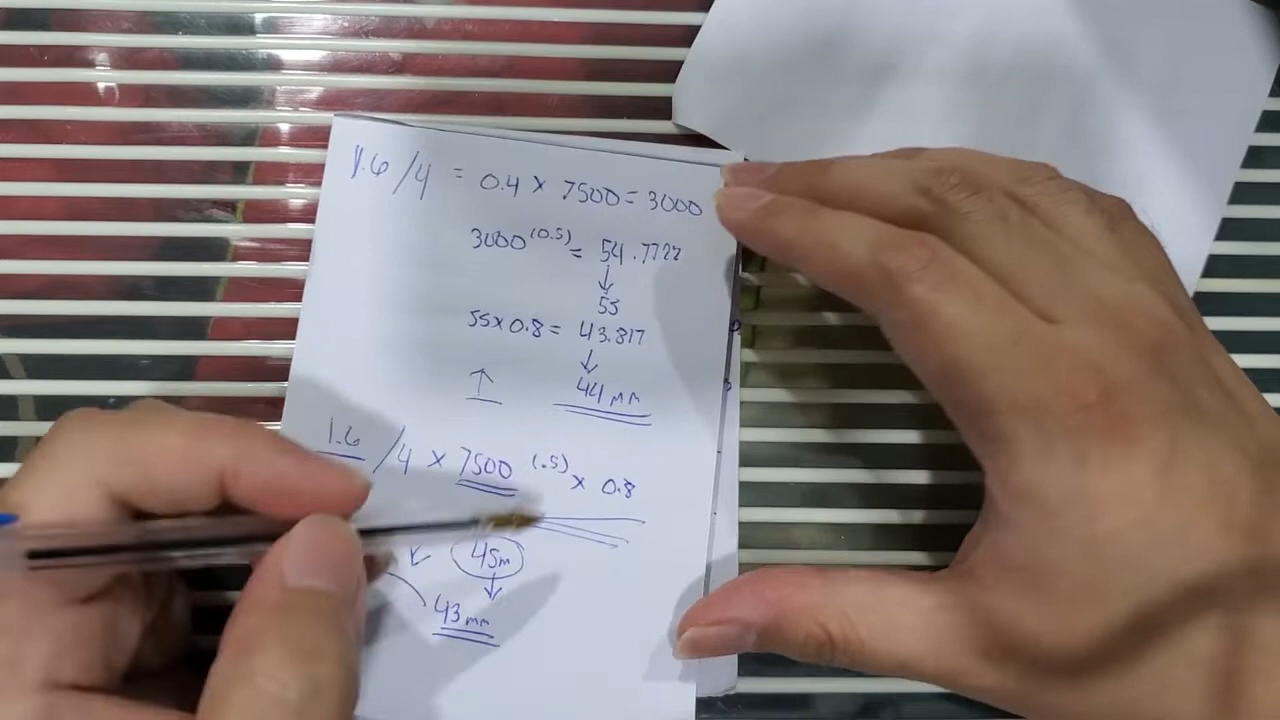 1.6 /4 = 0.4 x 7500 = 3000
3000 (0.5) = 54.7722
55
55 x 0.8 = 43.817
44 mm
1.6 /4 x 7500 (.5) x 0.8
45m
43 mm